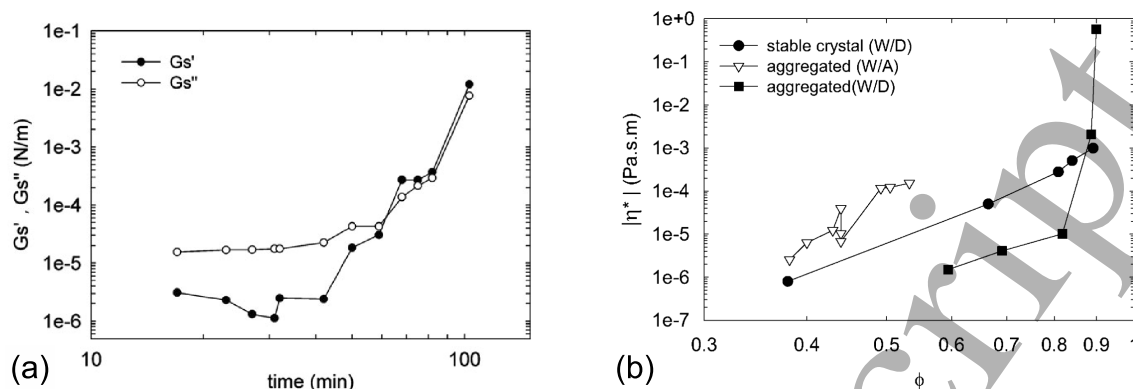 1e-1
1e-2
1e-3
1e-4
1e-5
1e-6
Gs' , Gs" (N/m)
Gs'
Gs"
10
100
time (min)
(a)
1e+0
1e-1
1e-2
1e-3
1e-4
1e-5
1e-6
1e-7
|η* | (Pa.s.m)
stable crystal (W/D)
aggregated (W/A)
aggregated(W/D)
0.3
0.4
0.5
0.6
0.7
0.8
0.9
1
ϕ
(b)
cript